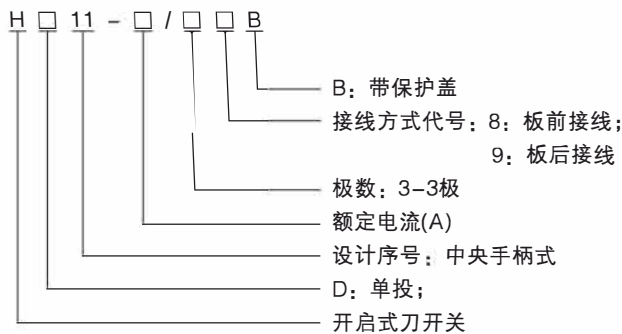 H □ 11 - □ / □ □ B
B：带保护盖
接线方式代号：8：板前接线；
9：板后接线
极数：3-3极
额定电流(A)
设计序号：中央手柄式
D：单投；
开启式刀开关